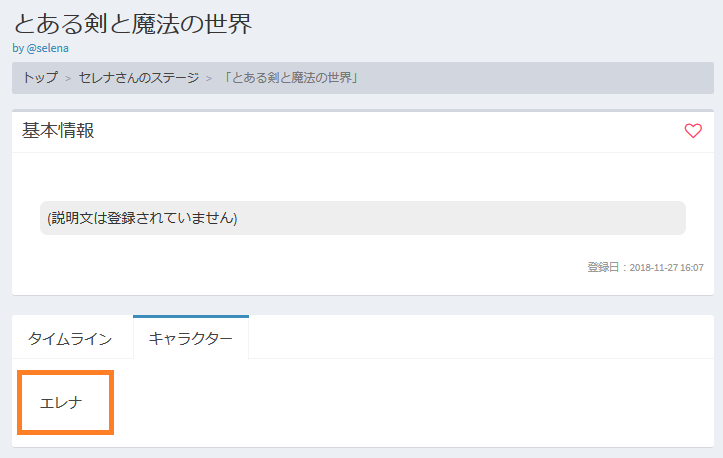 とある剣と魔法の世界
by @selena
トップ > セレナさんのステージ > 「とある剣と魔法の世界」
基本情報
(説明文は登録されていません)
登録日：2018-11-27 16:07
タイムライン キャラクター
エレナ